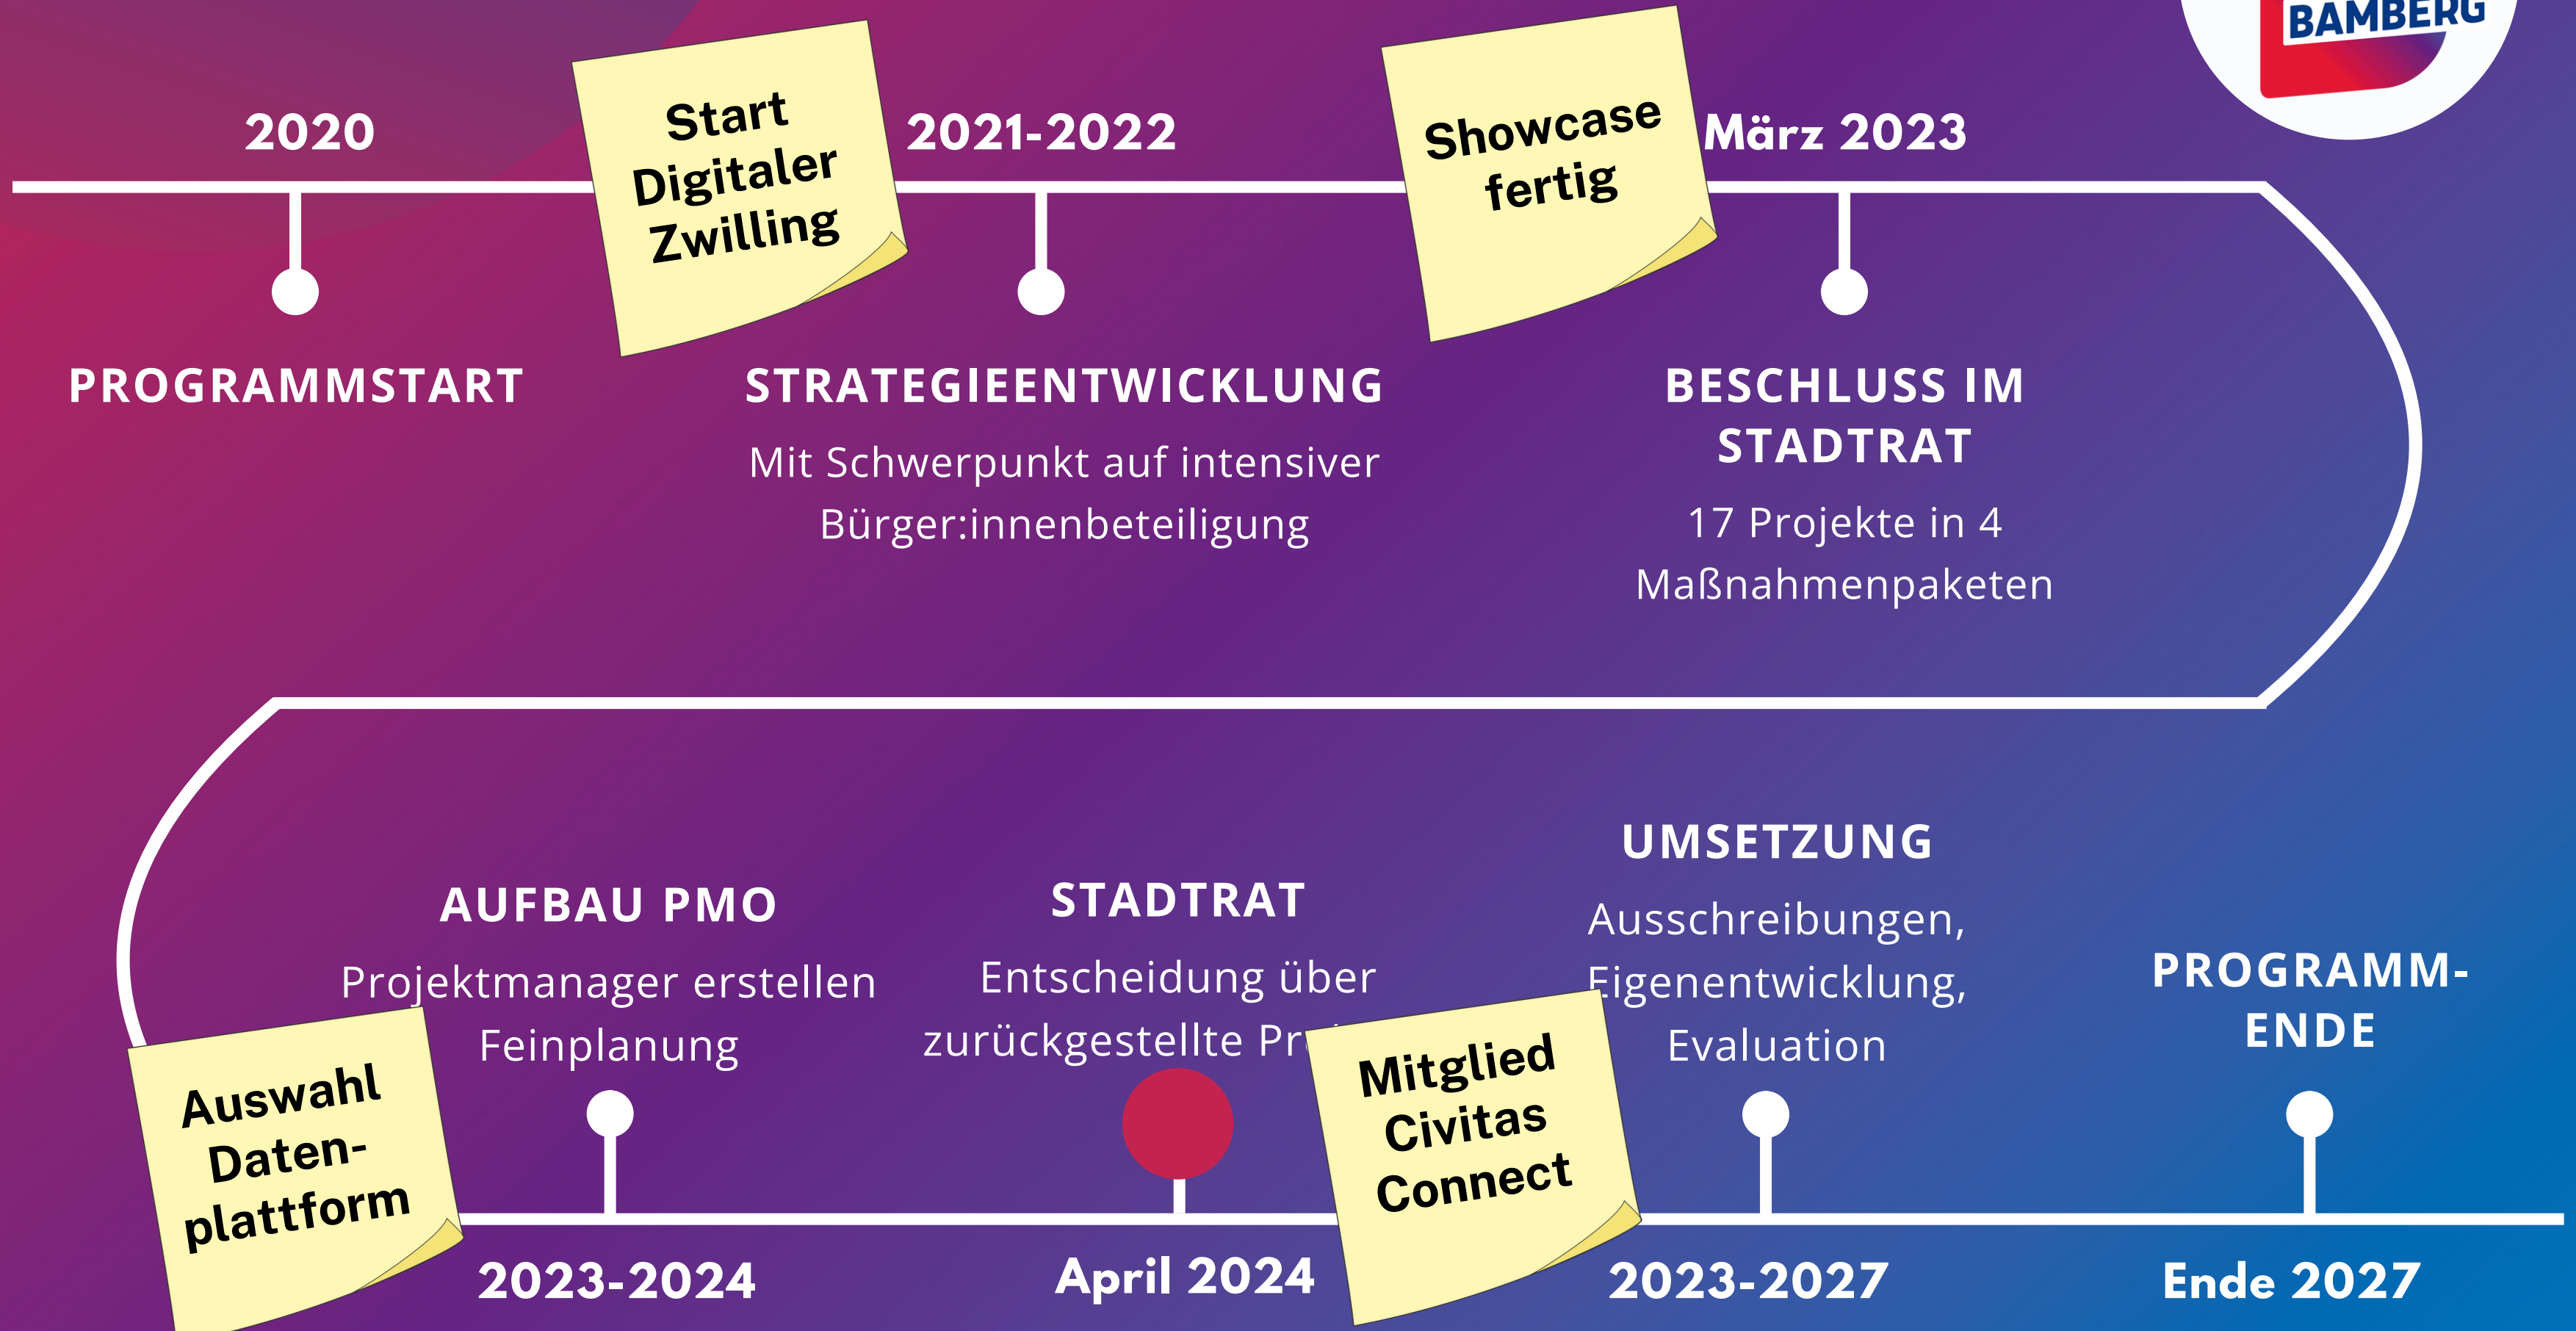 BAMBERG
2020
Start
Digitaler
Zwilling
2021-2022
Showcase
fertig
März 2023
PROGRAMMSTART
STRATEGIEENTWICKLUNG
Mit Schwerpunkt auf intensiver
Bürger:innenbeteiligung
BESCHLUSS IM
STADTRAT
17 Projekte in 4
Maßnahmenpaketen
Auswahl
Daten-
plattform
AUFBAU PMO
Projektmanager erstellen
Feinplanung
2023-2024
STADTRAT
Entscheidung über
zurückgestellte
April 2024
Mitglied
Civitas
Connect
UMSETZUNG
Ausschreibungen,
Eigenentwicklung,
Evaluation
2023-2027
PROGRAMM-
ENDE
Ende 2027